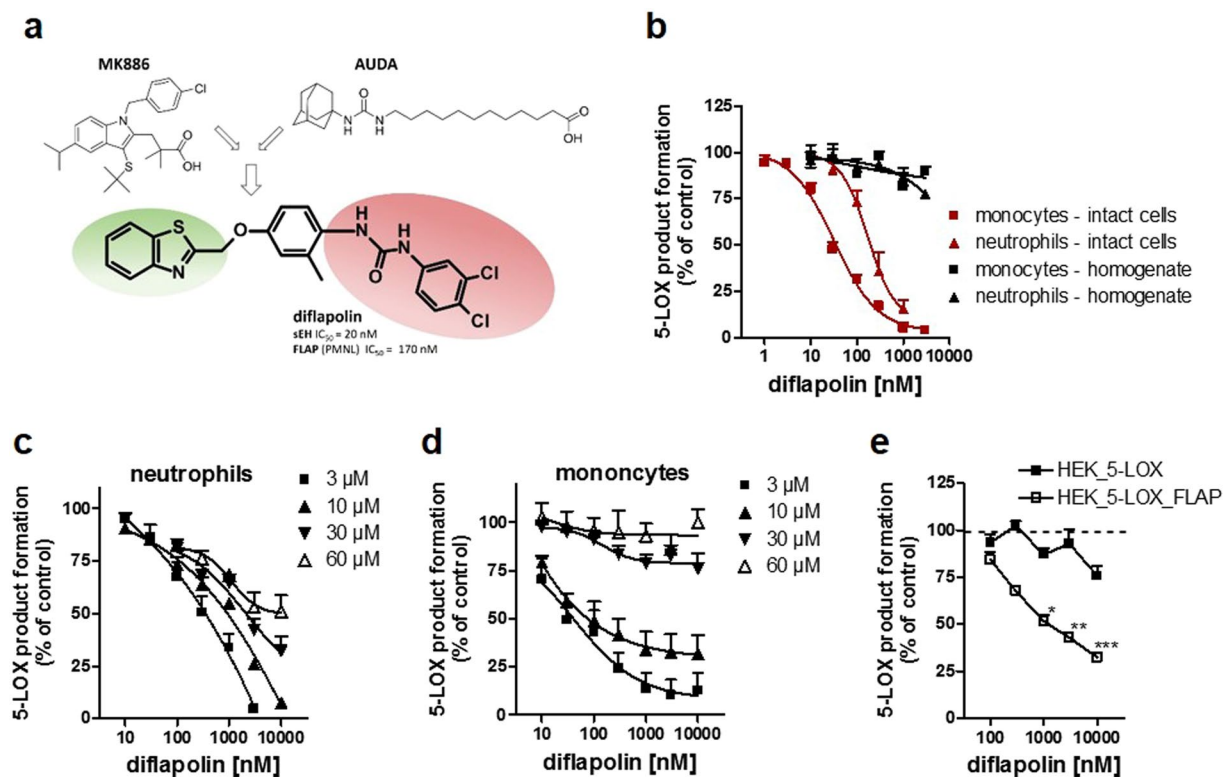 a
MK886
AUDA
Cl
N
S
O
OH
O
N
H
N
H
O
OH
S
N
O
H
N
O
H
N
Cl
Cl
diflapolin
sEH IC50 = 20 nM
FLAP (PMNL) IC50 = 170 nM
b
5-LOX product formation
(% of control)
125
100
75
50
25
0
1
10
100
1000
10000
diflapolin [nM]
monocytes - intact cells
neutrophils - intact cells
monocytes - homogenate
neutrophils - homogenate
c
neutrophils
5-LOX product formation
(% of control)
100
75
50
25
0
10
100
1000
10000
diflapolin [nM]
3 µM
10 µM
30 µM
60 µM
d
mononcytes
5-LOX product formation
(% of control)
100
75
50
25
0
10
100
1000
10000
diflapolin [nM]
3 µM
10 µM
30 µM
60 µM
e
HEK_5-LOX
HEK_5-LOX_FLAP
5-LOX product formation
(% of control)
125
100
75
50
25
0
*
**
***
100
1000
10000
diflapolin [nM]